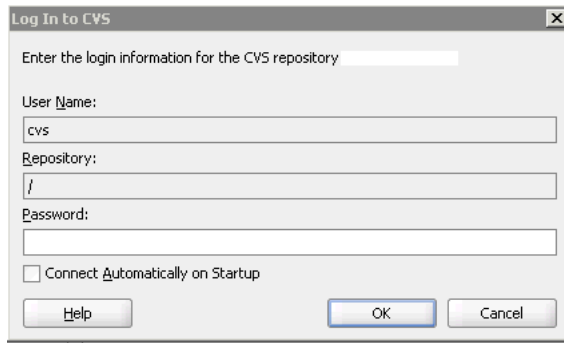 Log In to CVS
Enter the login information for the CVS repository
User Name:
cvs
Repository:
/
Password:
Connect Automatically on Startup
Help
OK
Cancel